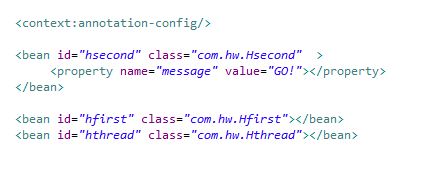 <context:annotation-config/>
<bean id="hsecond" class="com.hw.Hsecond" >
<property name="message" value="GO!"></property>
</bean>
<bean id="hfirst" class="com.hw.Hfirst"></bean>
<bean id="hthread" class="com.hw.Hthread"></bean>